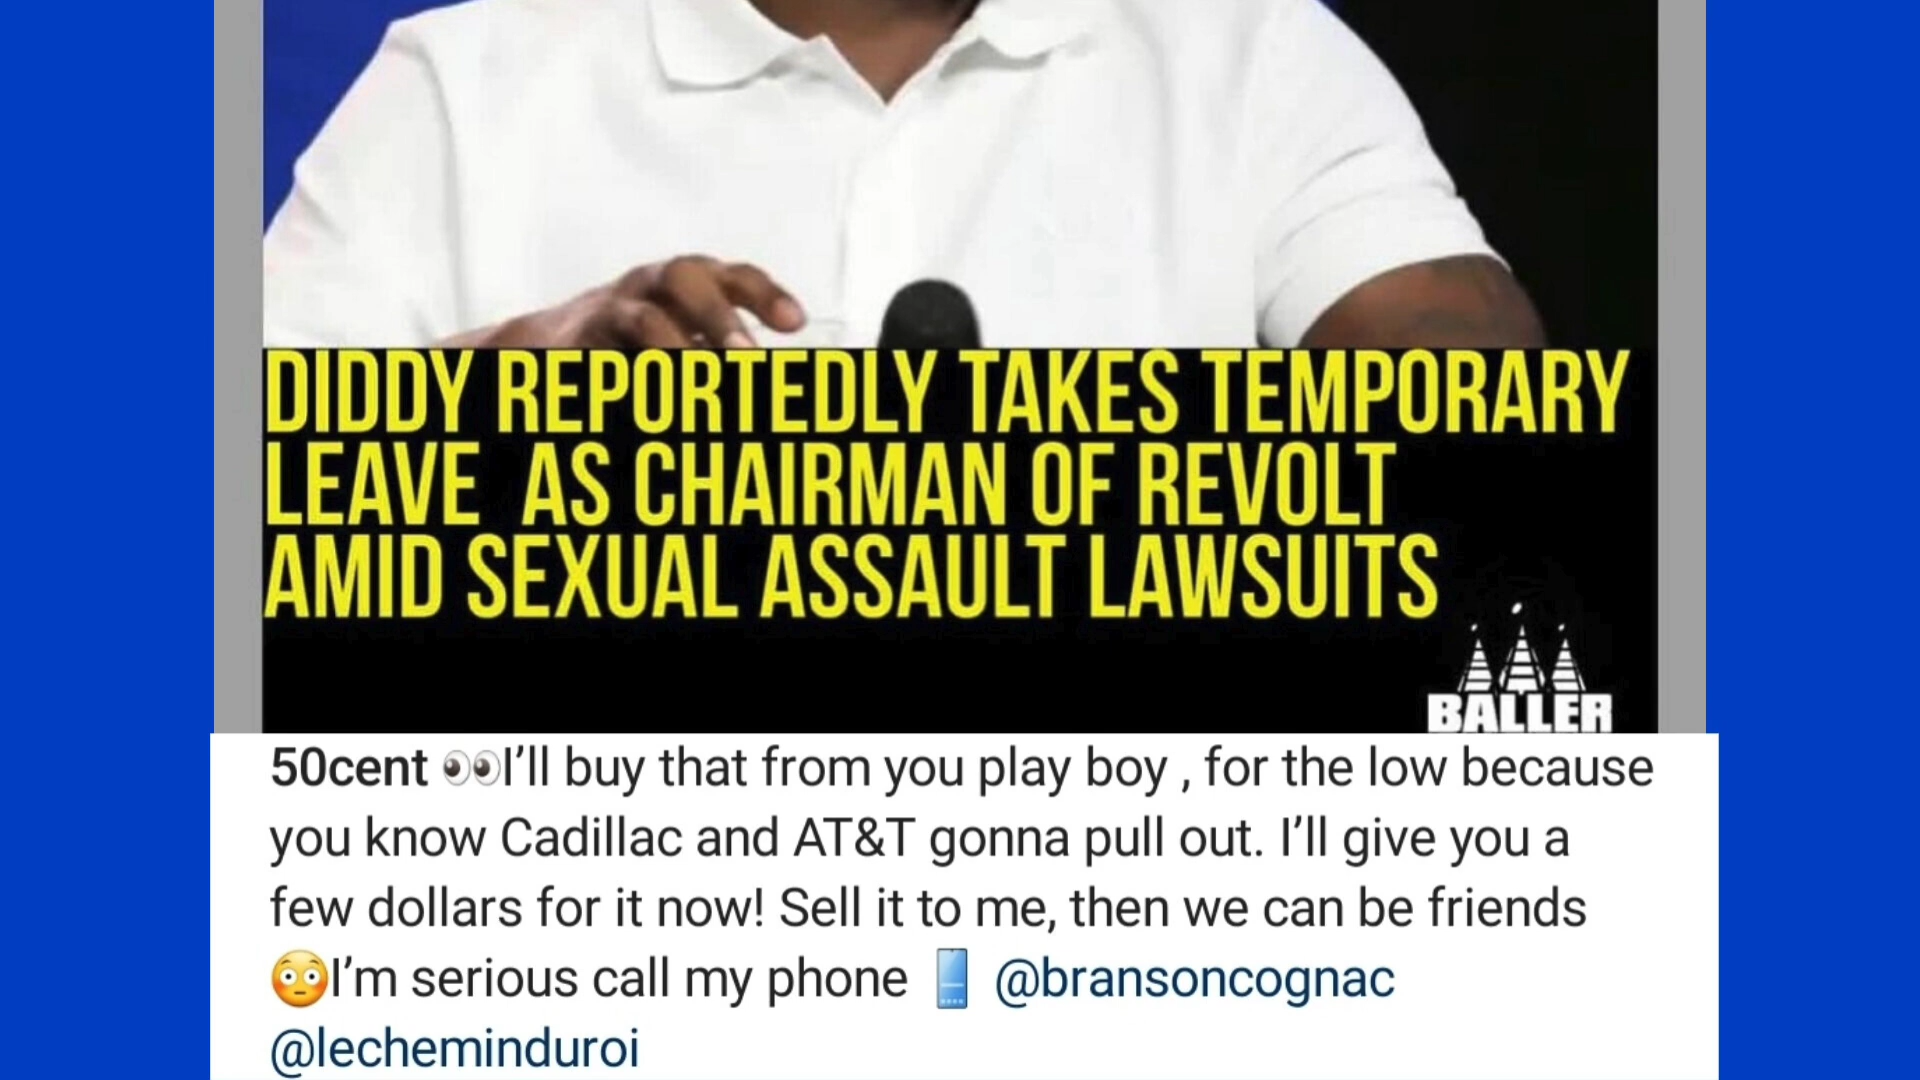 DIDDY REPORTEDLY TAKES TEMPORARY
LEAVE AS CHAIRMAN OF REVOLT
AMID SEXUAL ASSAULT LAWSUITS
BALLER
50cent 👀I’ll buy that from you play boy , for the low because
you know Cadillac and AT&T gonna pull out. I’ll give you a
few dollars for it now! Sell it to me, then we can be friends
😳I’m serious call my phone 📱 @bransoncognac
@lecheminduroi